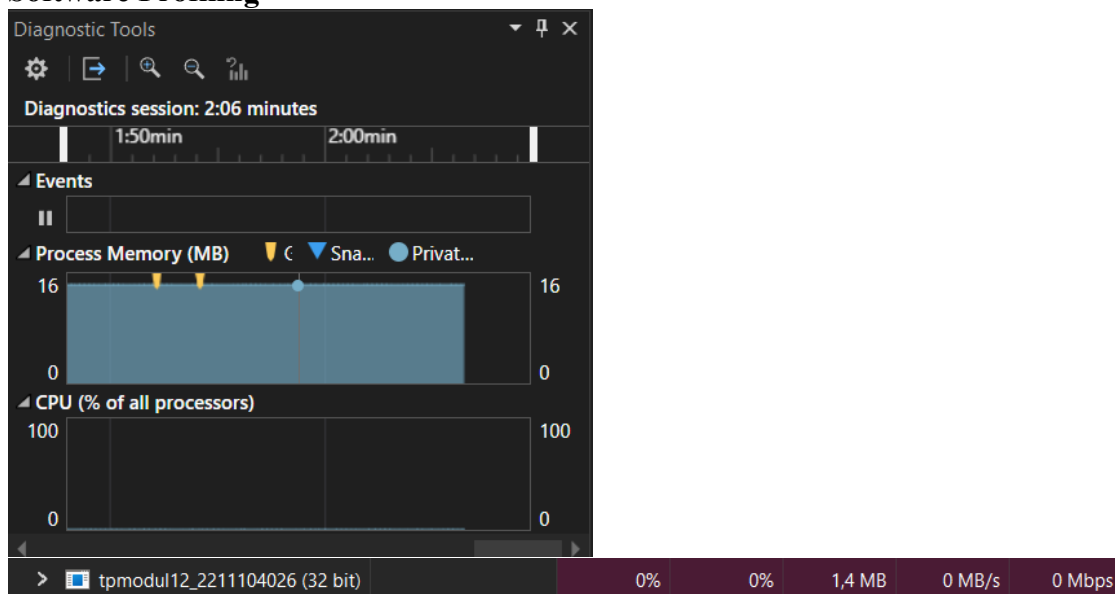 Software Profiling
Diagnostic Tools
Diagnostics session: 2:06 minutes
1:50min 2:00min
Events
Process Memory (MB) G Sna... Privat...
16 16
0 0
CPU (% of all processors)
100 100
0 0
tpmodul12_2211104026 (32 bit) 0% 0% 1,4 MB 0 MB/s 0 Mbps